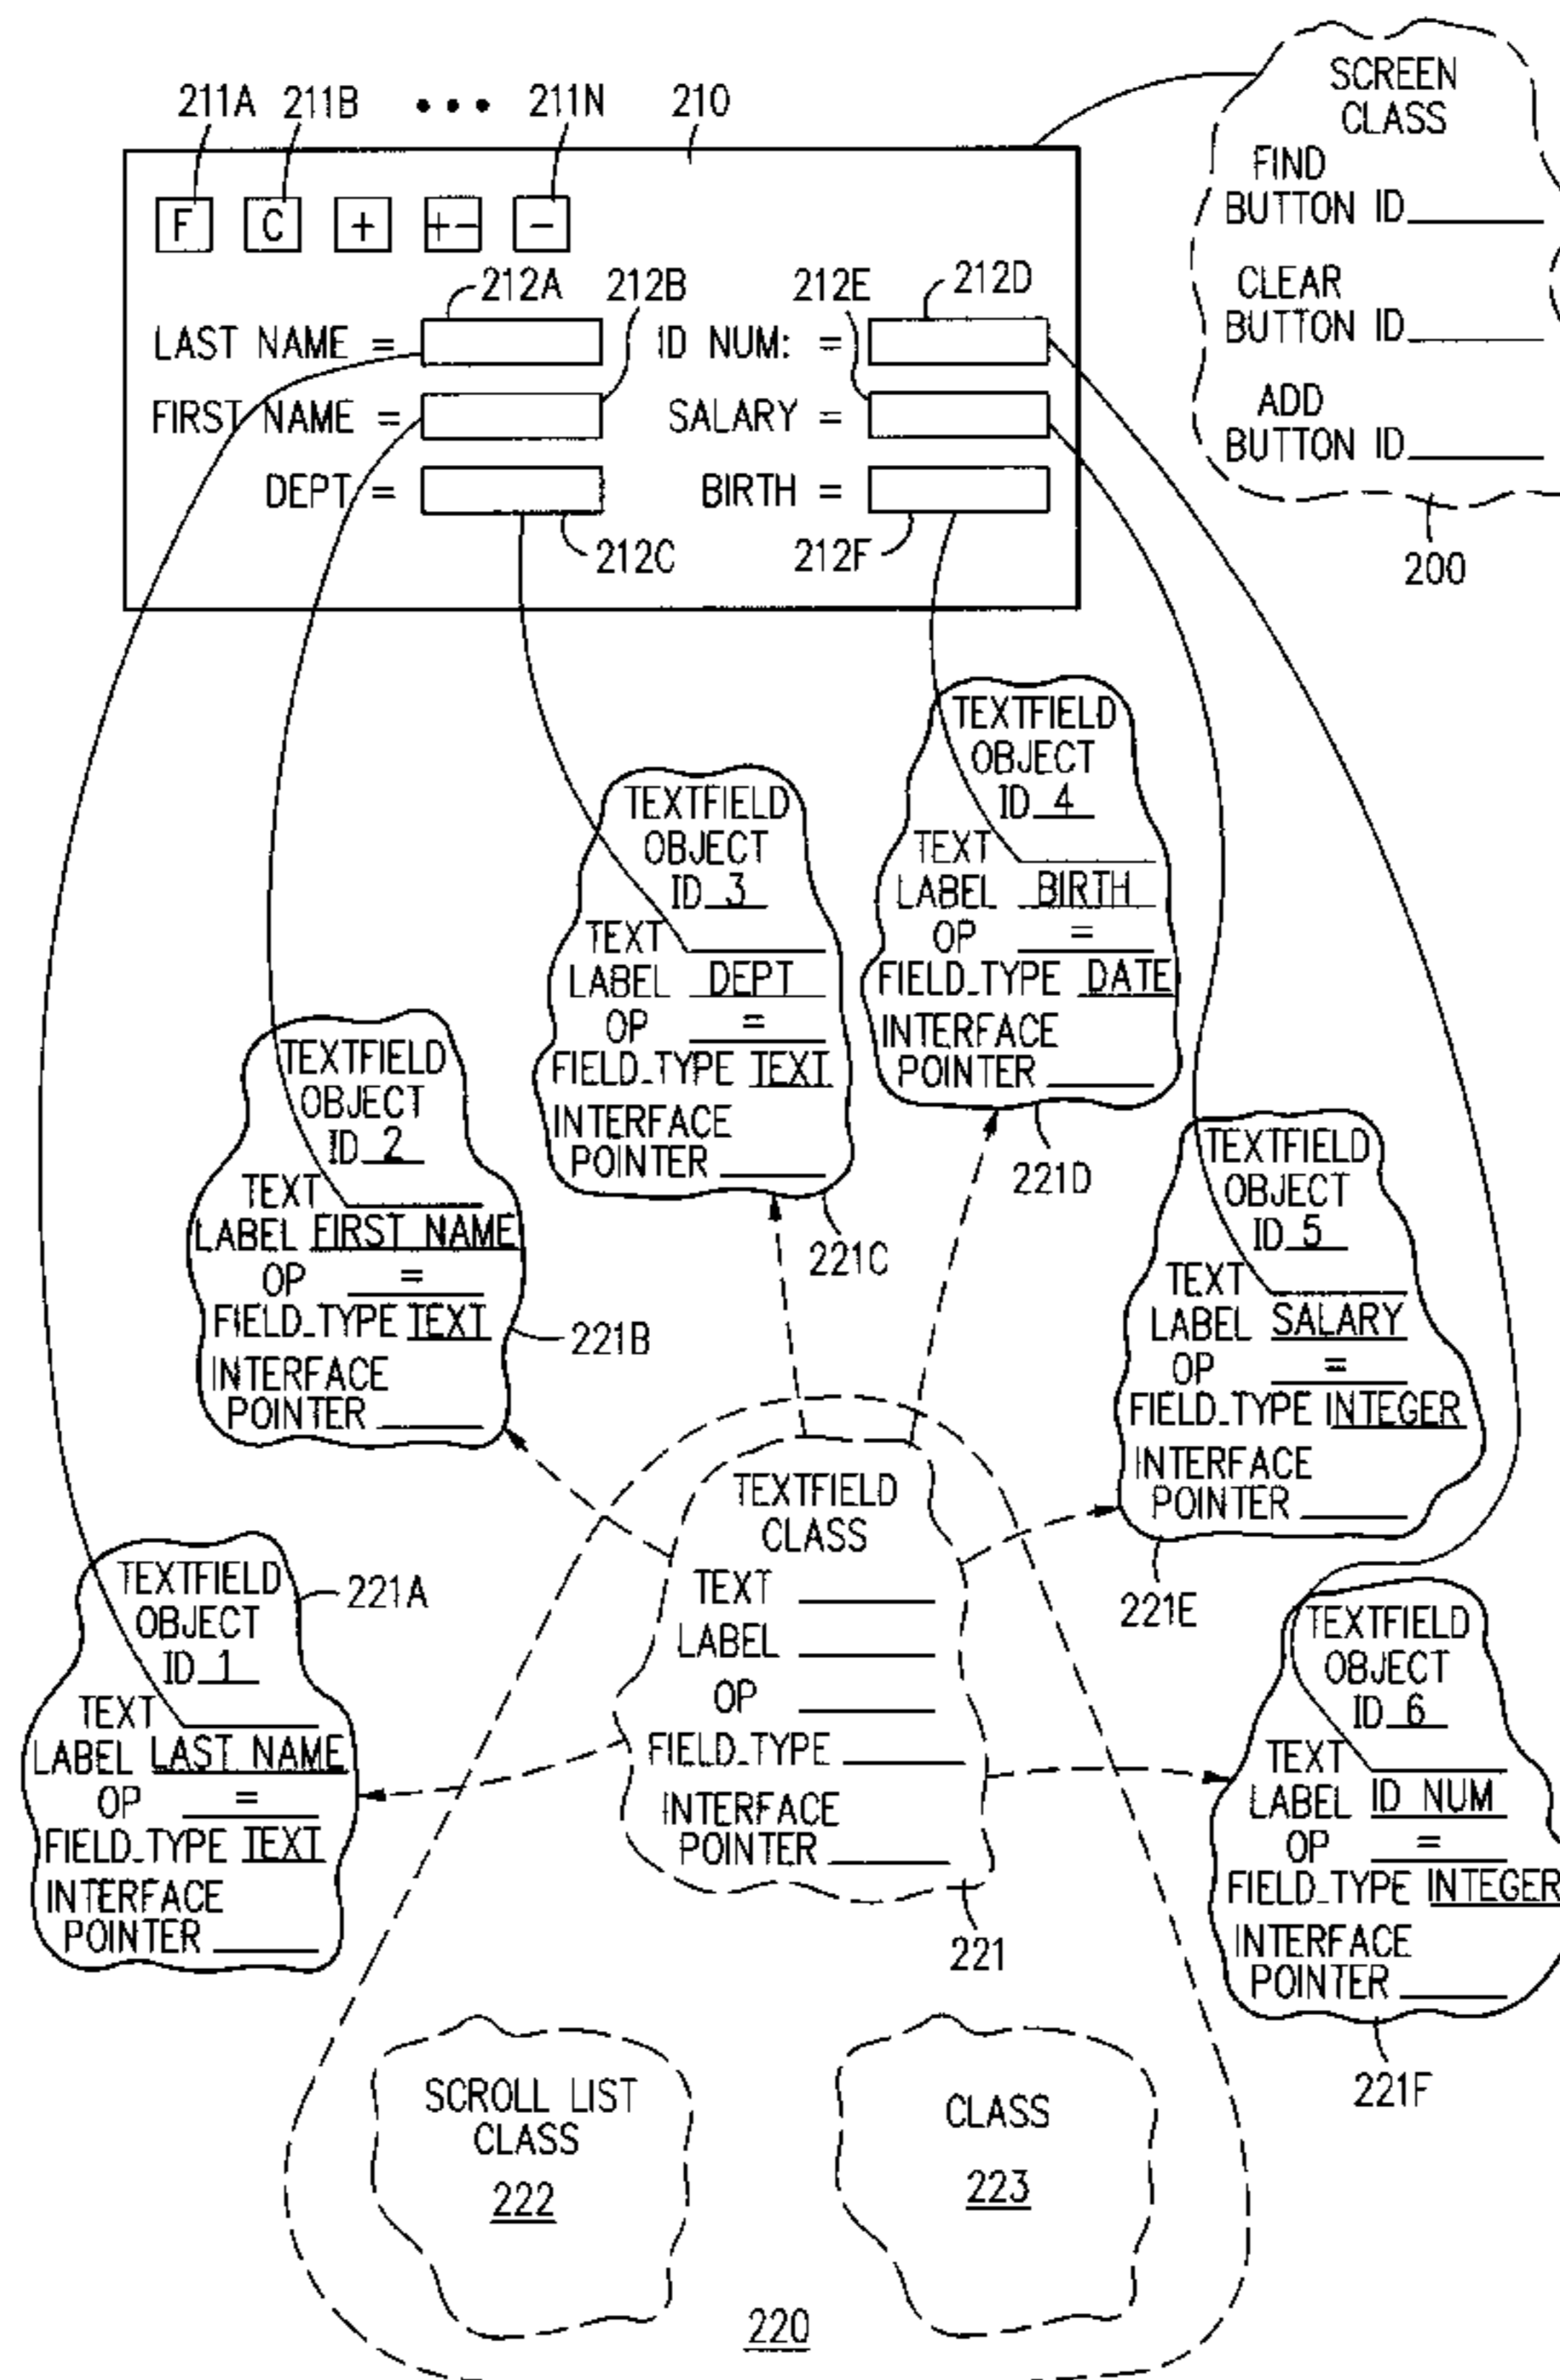 211A 211B ••• 211N 210
F C + +- -
212A 212B 212E 212D
LAST NAME = ID NUM: =
FIRST NAME = SALARY =
DEPT = BIRTH =
212C 212F
SCREEN
CLASS
FIND
BUTTON ID
CLEAR
BUTTON ID
ADD
BUTTON ID
200
TEXTFIELD
OBJECT
ID 4
TEXT
LABEL BIRTH
OP =
FIELD_TYPE DATE
INTERFACE
POINTER
221D
TEXTFIELD
OBJECT
ID 3
TEXT
LABEL DEPT
OP =
FIELD_TYPE TEXT
INTERFACE
POINTER
221C
TEXTFIELD
OBJECT
ID 2
TEXT
LABEL FIRST NAME
OP =
FIELD_TYPE TEXT
INTERFACE
POINTER
221B
TEXTFIELD
OBJECT
ID 5
TEXT
LABEL SALARY
OP =
FIELD_TYPE INTEGER
INTERFACE
POINTER
221E
TEXTFIELD
CLASS
TEXT
LABEL
OP
FIELD_TYPE
INTERFACE
POINTER
221
TEXTFIELD
OBJECT
ID 1
TEXT
LABEL LAST NAME
OP =
FIELD_TYPE TEXT
INTERFACE
POINTER
221A
TEXTFIELD
OBJECT
ID 6
TEXT
LABEL ID NUM
OP =
FIELD_TYPE INTEGER
INTERFACE
POINTER
221F
SCROLL LIST
CLASS
222
CLASS
223
220